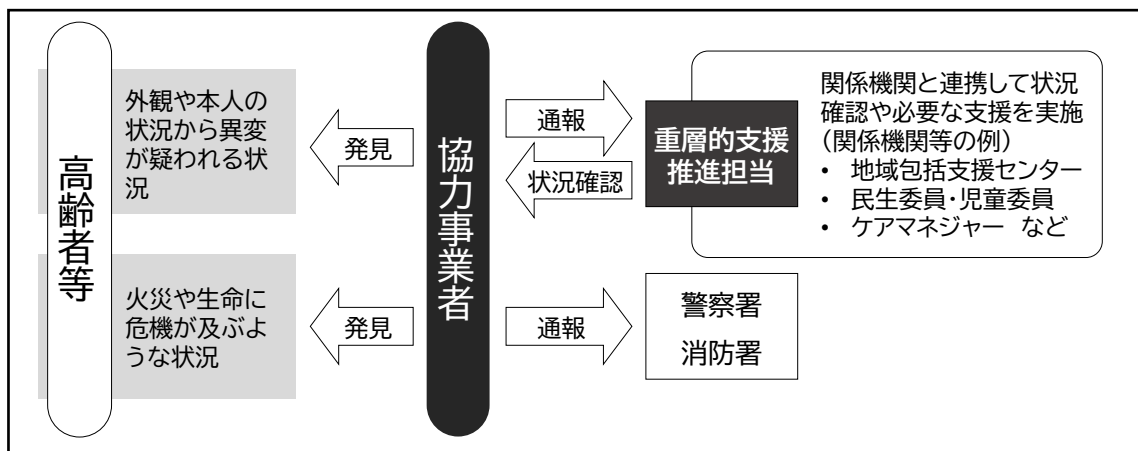 高齢者等
外観や本人の
状況から異変
が疑われる状
況
火災や生命に
危機が及ぶよ
うな状況
発見
発見
協力事業者
通報
状況確認
通報
重層的支援
推進担当
関係機関と連携して状況
確認や必要な支援を実施
(関係機関等の例)
• 地域包括支援センター
• 民生委員・児童委員
• ケアマネジャー など
警察署
消防署